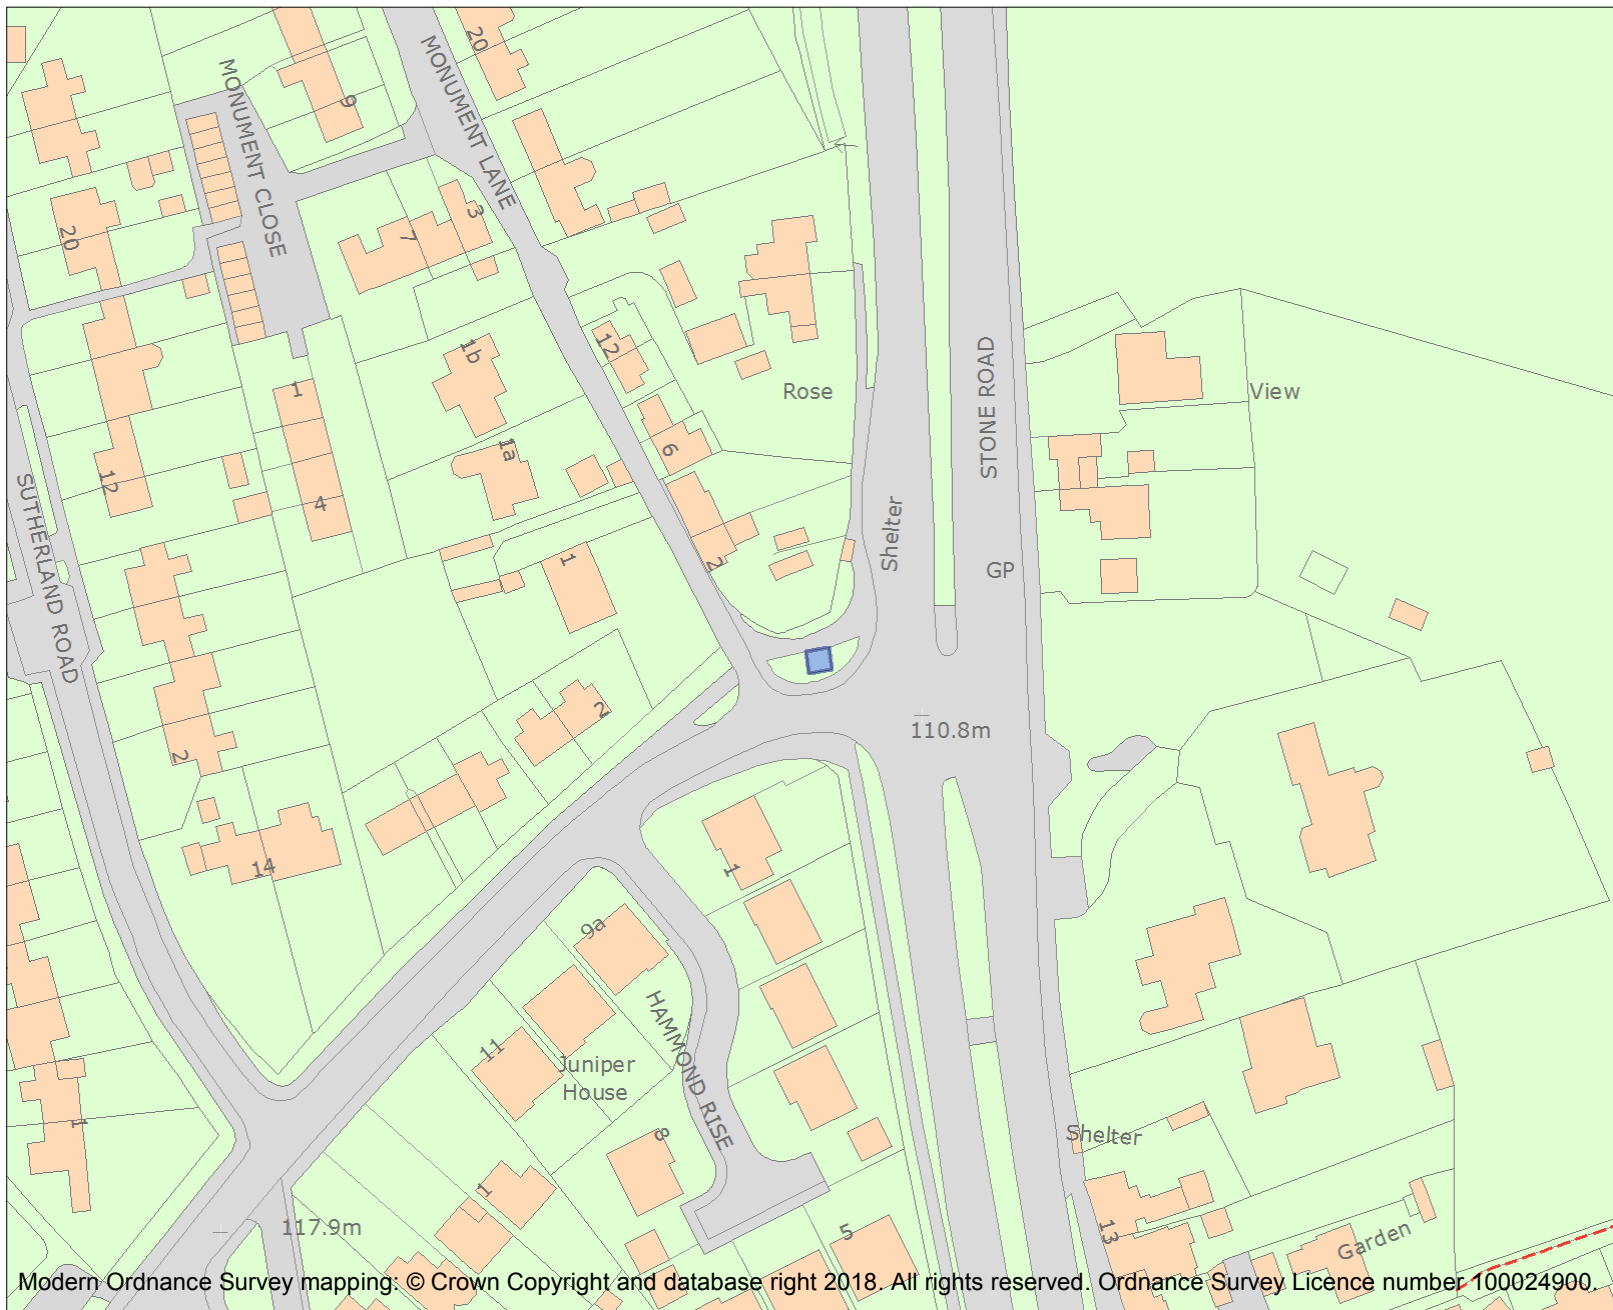 20
MONUMENT LANE
MONUMENT CLOSE
9
3
7
20
12
1b
Rose
STONE ROAD
View
1
1a
6
4
12
SUTHERLAND ROAD
Shelter
GP
1
2
2
110.8m
2
14
1
9a
HAMMOND RISE
11
Juniper
House
8
Shelter
1
1
117.9m
5
13
Garden
Modern Ordnance Survey mapping: © Crown Copyright and database right 2018. All rights reserved. Ordnance Survey Licence number 100024900.